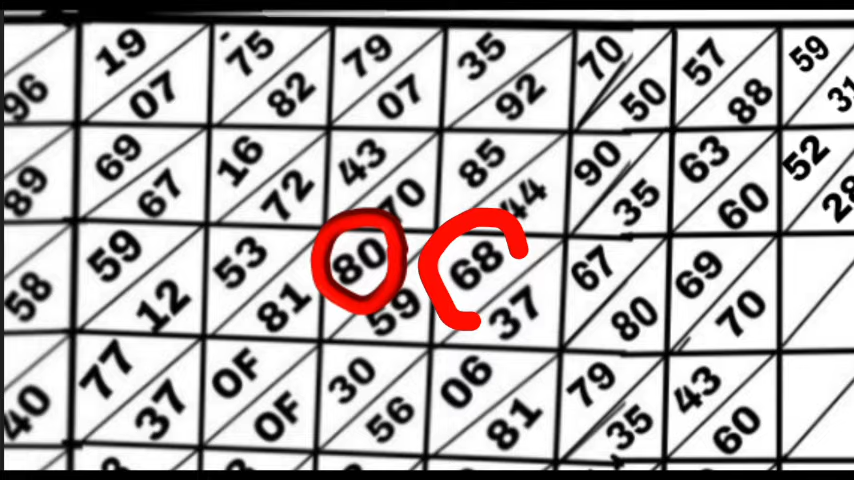 19 75 79 35 70 57 59
96 07 82 07 92 50 88 31
69 16 43 85 90 63 52
89 67 72 70 44 35 60 28
59 53 80 68 67 69
58 12 81 59 37 80 70
77 OF 30 06 79 43
40 37 OF 56 81 35 60